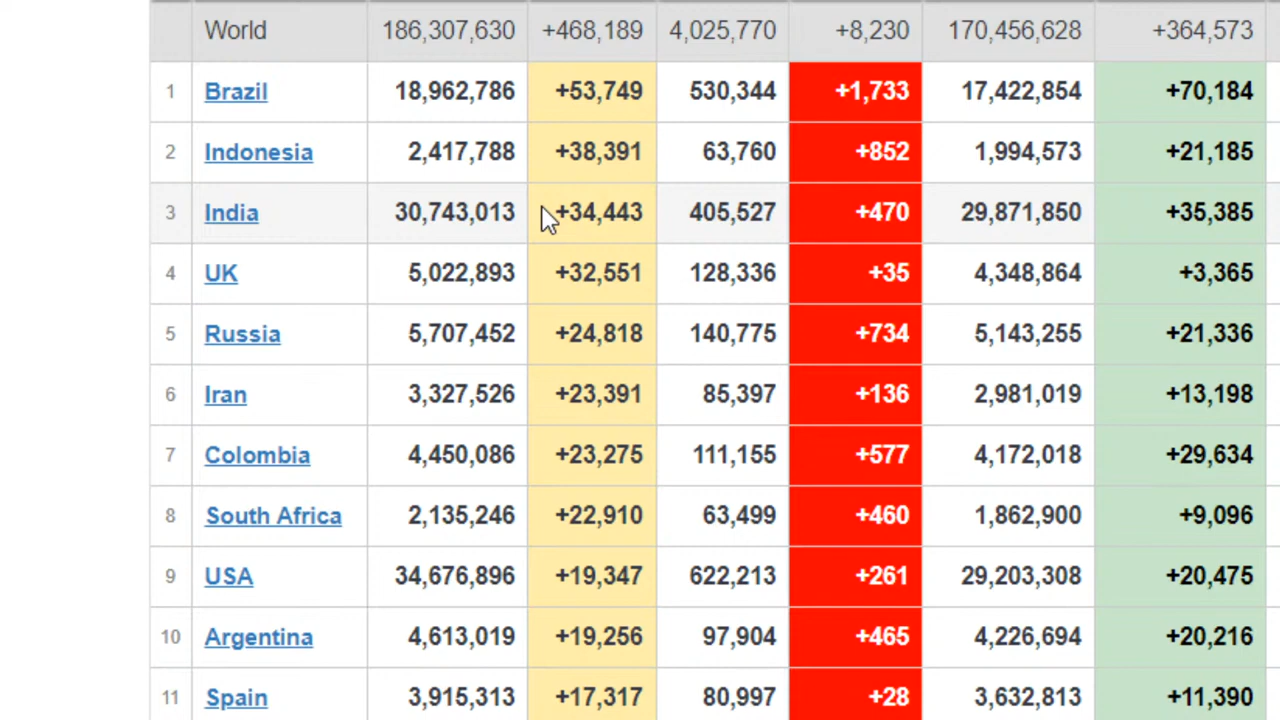 World 186,307,630 +468,189 4,025,770 +8,230 170,456,628 +364,573
1 Brazil 18,962,786 +53,749 530,344 +1,733 17,422,854 +70,184
2 Indonesia 2,417,788 +38,391 63,760 +852 1,994,573 +21,185
3 India 30,743,013 +34,443 405,527 +470 29,871,850 +35,385
4 UK 5,022,893 +32,551 128,336 +35 4,348,864 +3,365
5 Russia 5,707,452 +24,818 140,775 +734 5,143,255 +21,336
6 Iran 3,327,526 +23,391 85,397 +136 2,981,019 +13,198
7 Colombia 4,450,086 +23,275 111,155 +577 4,172,018 +29,634
8 South Africa 2,135,246 +22,910 63,499 +460 1,862,900 +9,096
9 USA 34,676,896 +19,347 622,213 +261 29,203,308 +20,475
10 Argentina 4,613,019 +19,256 97,904 +465 4,226,694 +20,216
11 Spain 3,915,313 +17,317 80,997 +28 3,632,813 +11,390